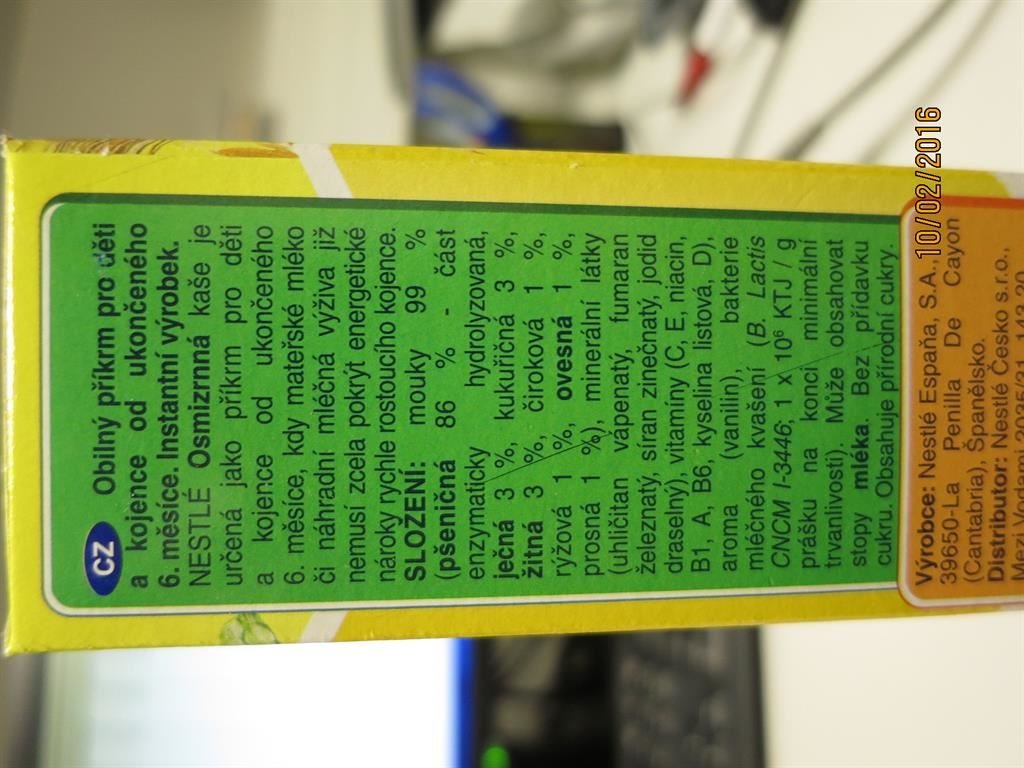 CZ Obilný příkrm pro děti
a kojence od ukončeného
6. měsíce. Instantní výrobek.
NESTLÉ Osmizrnná kaše je
určená jako příkrm pro děti
a kojence od ukončeného
6. měsíce, kdy mateřské mléko
či náhradní mléčná výživa již
nemusí zcela pokrýt energetické
nároky rychle rostoucího kojence.
SLOŽENÍ: mouky 99 %
(pšeničná 86 % - část
enzymaticky hydrolyzovaná,
ječná 3 %, kukuřičná 3 %,
žitná 3 %, čiroková 1 %,
rýžová 1 %, ovesná 1 %,
prosná 1 %), minerální látky
(uhličitan vápenatý, fumaran
železnatý, síran zinečnatý, jodid
draselný), vitamíny (C, E, niacin,
B1, A, B6, kyselina listová, D),
aroma (vanilin), bakterie
mléčného kvašení (B. Lactis
CNCM I-3446; 1 x 10⁶ KTJ / g
prášku na konci minimální
trvanlivosti). Může obsahovat
stopy mléka. Bez přídavku
cukru. Obsahuje přírodní cukry.
Výrobce: Nestlé España, S.A.,
39650-La Penilla De Cayon
(Cantabria), Španělsko.
Distributor: Nestlé Česko s.r.o.,
Mezi Vodami 2035/31, 143 20
10/02/2016